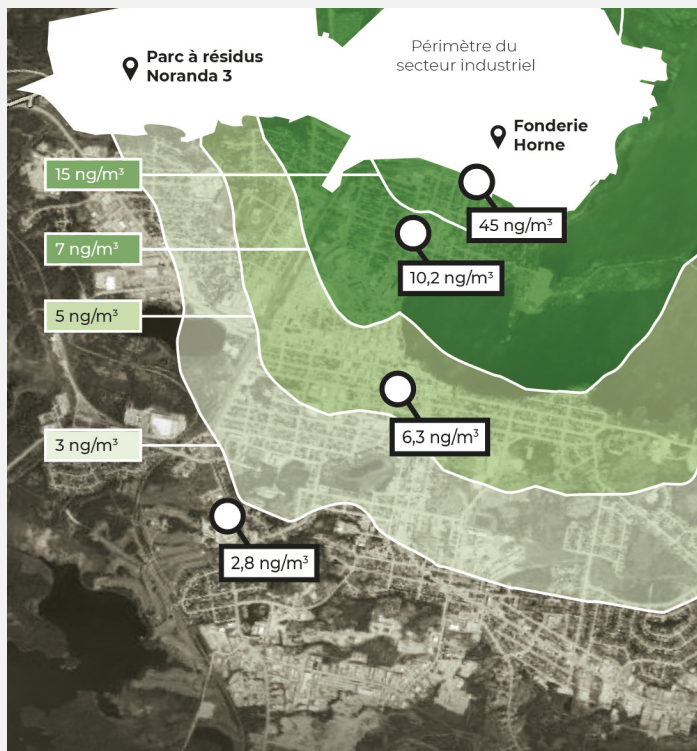 Parc à résidus
Noranda 3
Périmètre du
secteur industriel
Fonderie
Horne
15 ng/m³
45 ng/m³
7 ng/m³
10,2 ng/m³
5 ng/m³
6,3 ng/m³
3 ng/m³
2,8 ng/m³